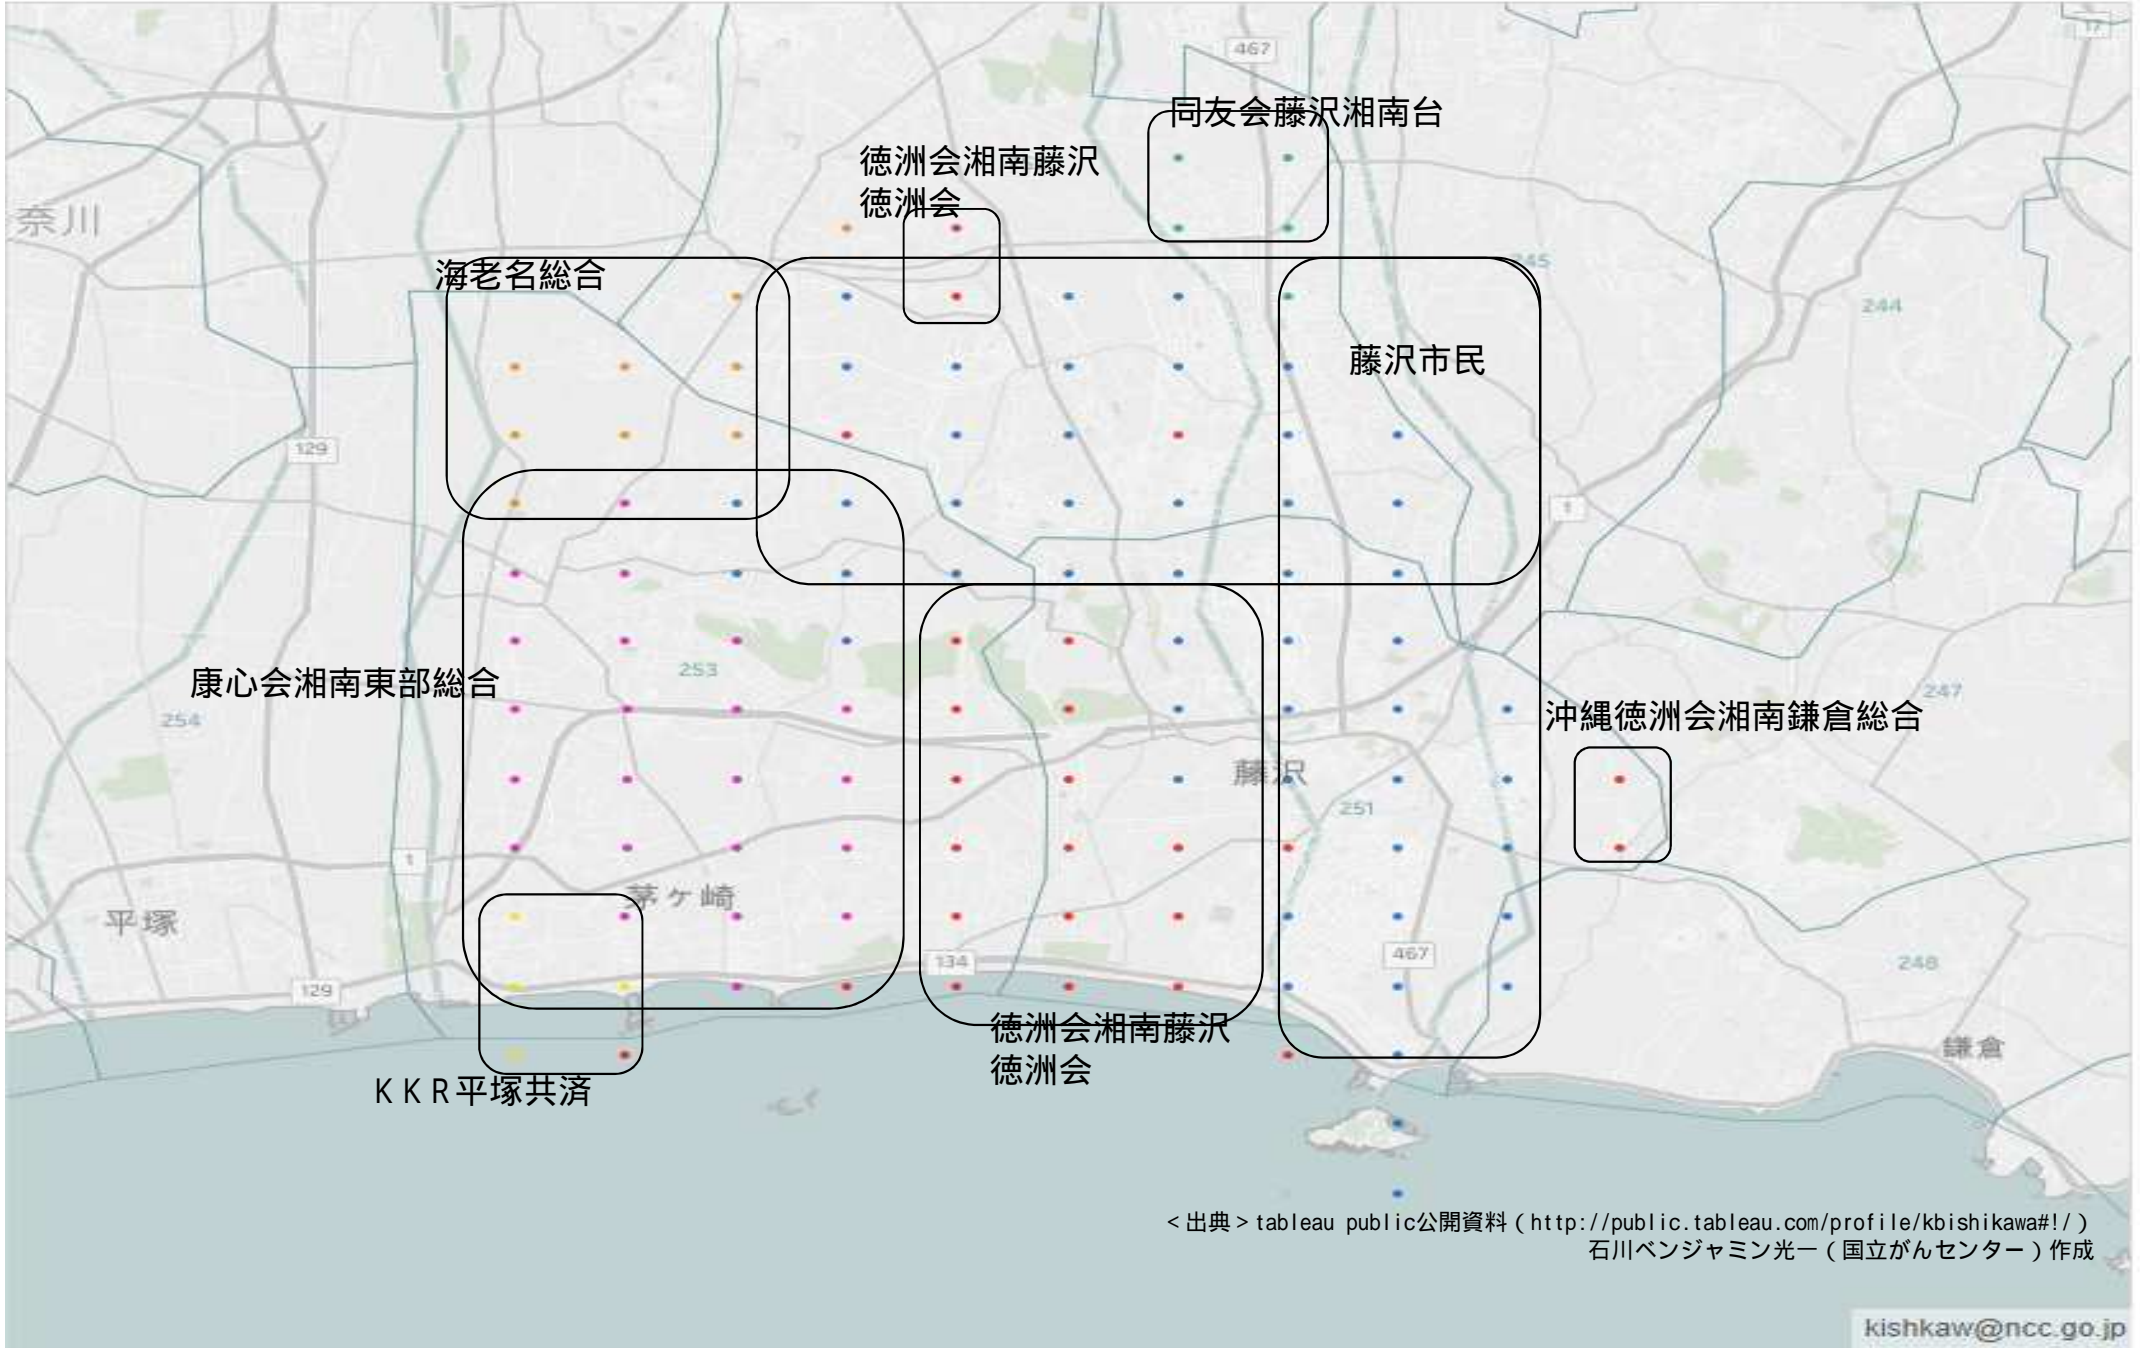 467
17
同友会藤沢湘南台
徳洲会湘南藤沢
徳洲会
奈川
海老名総合
245
244
藤沢市民
129
1
253
康心会湘南東部総合
254
247
沖縄徳洲会湘南鎌倉総合
藤沢
251
1
茅ヶ崎
平塚
467
134
248
129
徳洲会湘南藤沢
徳洲会
鎌倉
KKR平塚共済
<出典>tableau public公開資料(http://public.tableau.com/profile/kbishikawa#!/)
石川ベンジャミン光一(国立がんセンター)作成
kishkaw@ncc.go.jp